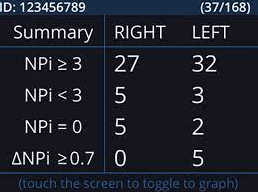 ID: 123456789 (37/168)
Summary RIGHT LEFT
NPi ≥ 3 27 32
NPi < 3 5 3
NPi = 0 5 2
ΔNPi ≥0.7 0 5
(touch the screen to toggle to graph)